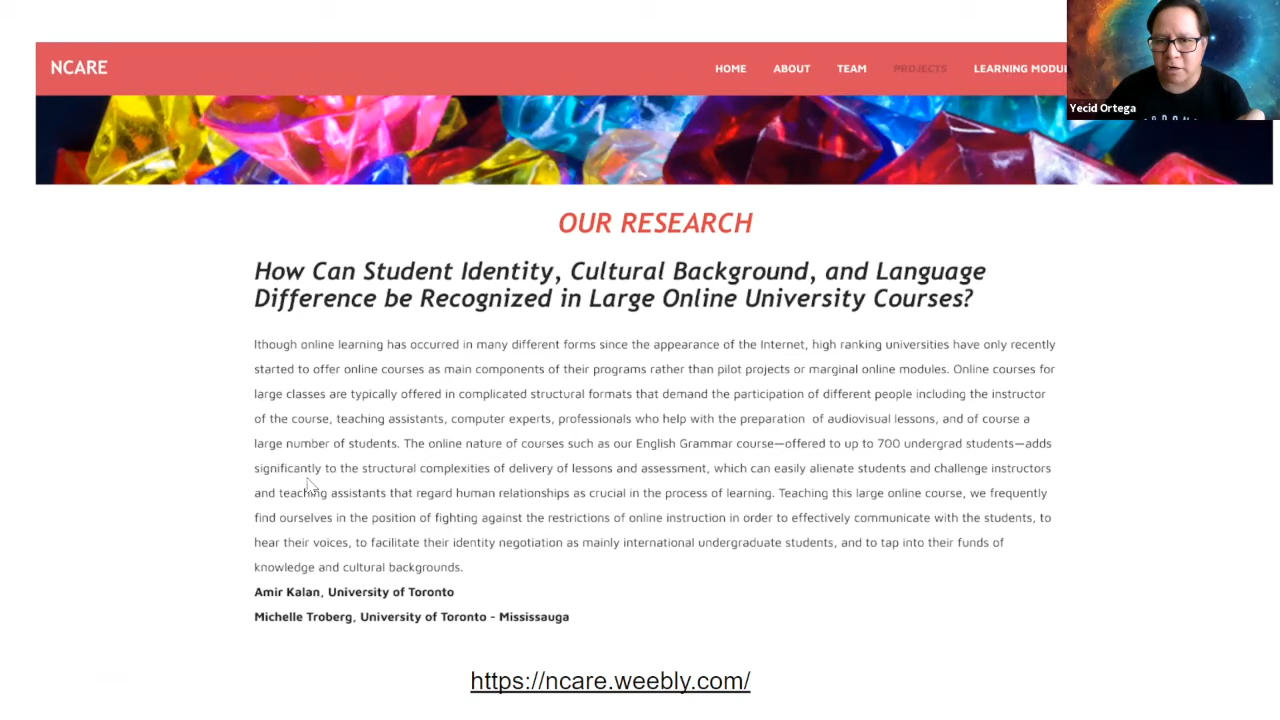 NCARE
HOME ABOUT TEAM PROJECTS LEARNING MODUL
Yecid Ortega
OUR RESEARCH
How Can Student Identity, Cultural Background, and Language
Difference be Recognized in Large Online University Courses?
lthough online learning has occurred in many different forms since the appearance of the Internet, high ranking universities have only recently
started to offer online courses as main components of their programs rather than pilot projects or marginal online modules. Online courses for
large classes are typically offered in complicated structural formats that demand the participation of different people including the instructor
of the course, teaching assistants, computer experts, professionals who help with the preparation of audiovisual lessons, and of course a
large number of students. The online nature of courses such as our English Grammar course—offered to up to 700 undergrad students—adds
significantly to the structural complexities of delivery of lessons and assessment, which can easily alienate students and challenge instructors
and teaching assistants that regard human relationships as crucial in the process of learning. Teaching this large online course, we frequently
find ourselves in the position of fighting against the restrictions of online instruction in order to effectively communicate with the students, to
hear their voices, to facilitate their identity negotiation as mainly international undergraduate students, and to tap into their funds of
knowledge and cultural backgrounds.
Amir Kalan, University of Toronto
Michelle Troberg, University of Toronto - Mississauga
https://ncare.weebly.com/